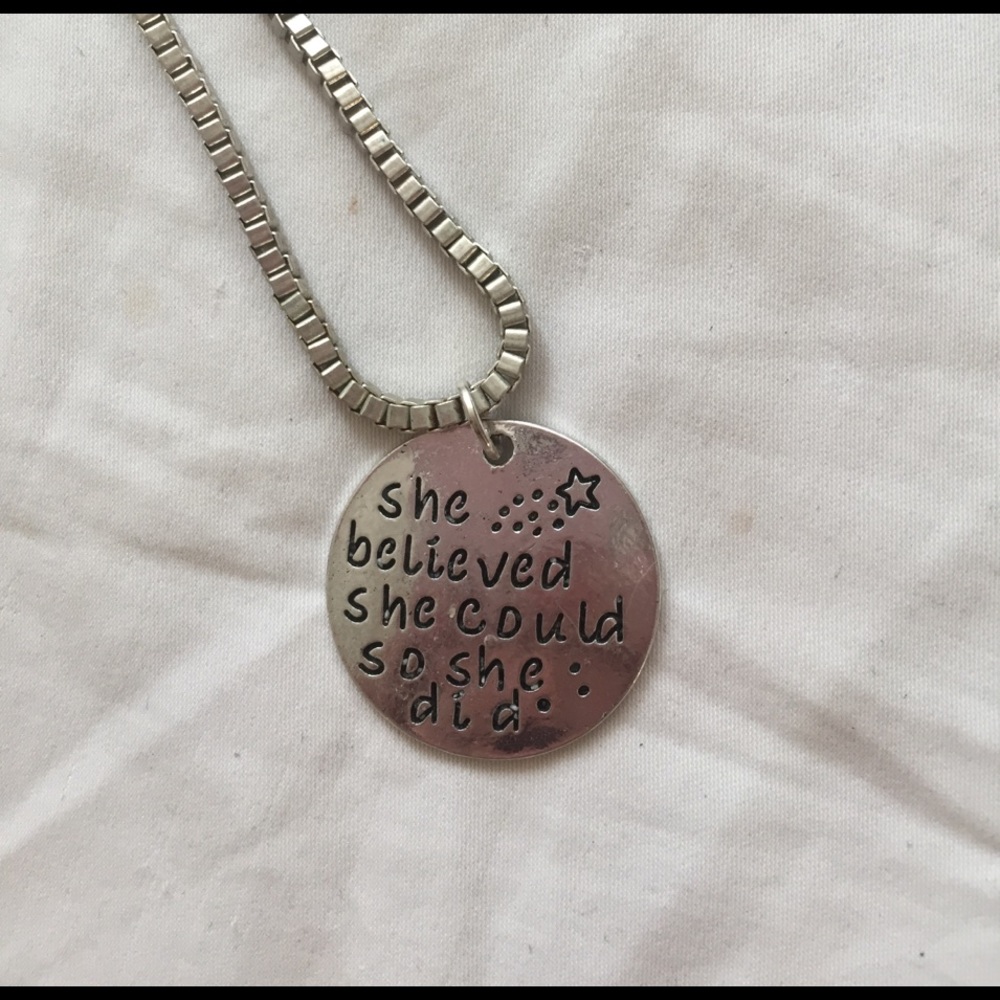 she
believed
she could
so she
did